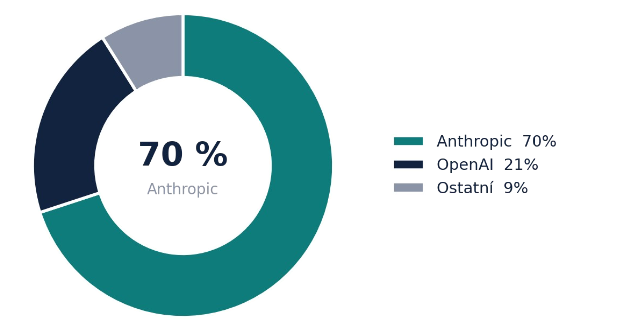 70 %
Anthropic
Anthropic 70%
OpenAI 21%
Ostatní 9%